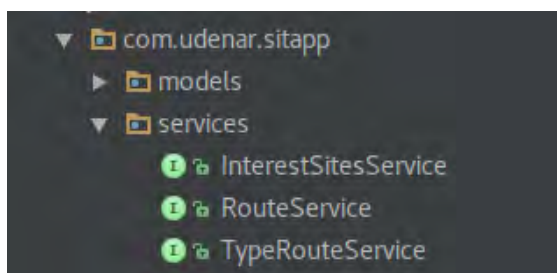 com.udenar.sitapp
models
services
I InterestSitesService
I RouteService
I TypeRouteService